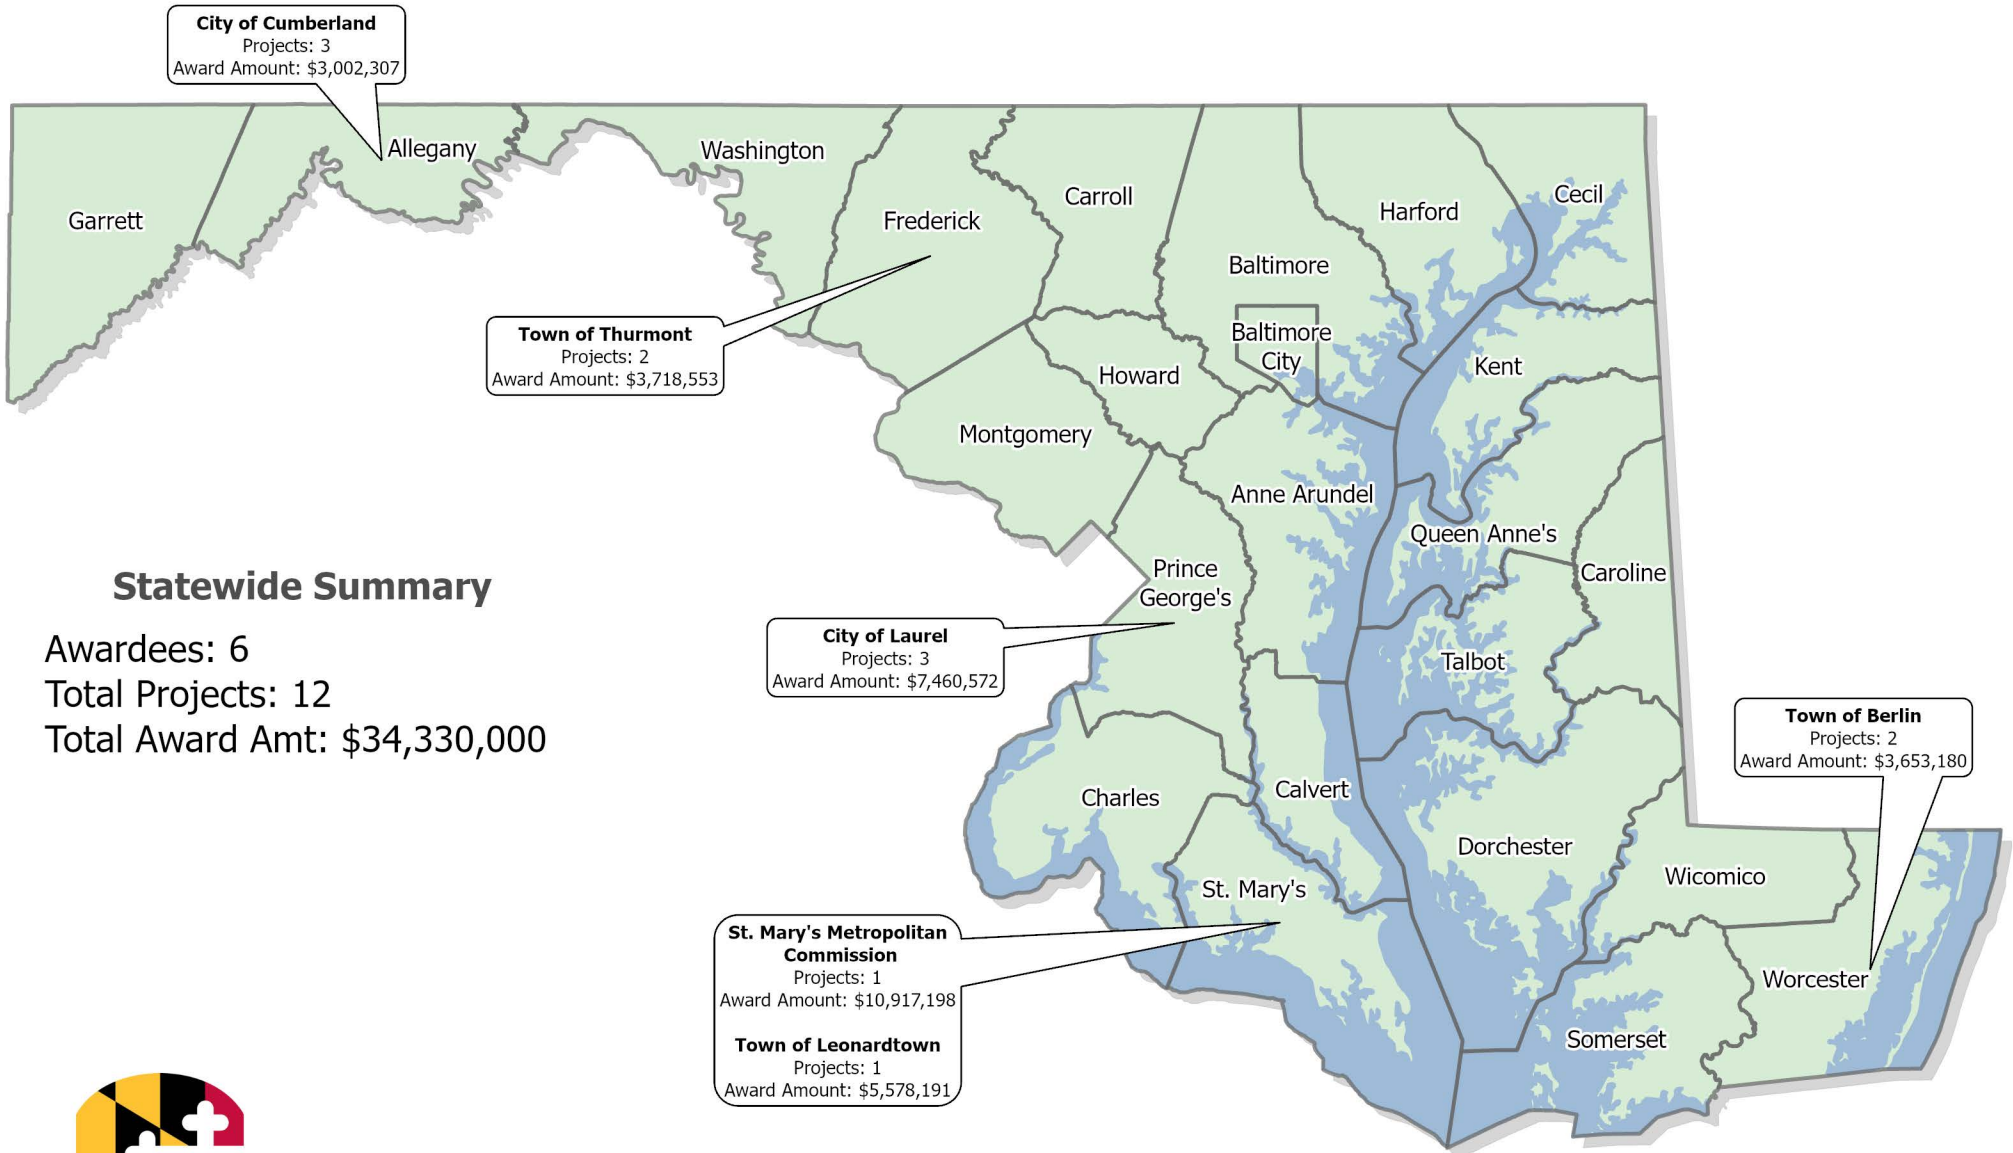 City of Cumberland
Projects: 3
Award Amount: $3,002,307
Allegany
Washington
Garrett
Frederick
Carroll
Harford
Cecil
Baltimore
Baltimore
City
Kent
Town of Thurmont
Projects: 2
Award Amount: $3,718,553
Howard
Montgomery
Anne Arundel
Queen Anne's
Caroline
Prince
George's
Statewide Summary
Awardees: 6
Total Projects: 12
Total Award Amt: $34,330,000
City of Laurel
Projects: 3
Award Amount: $7,460,572
Talbot
Town of Berlin
Projects: 2
Award Amount: $3,653,180
Charles
Calvert
Dorchester
Wicomico
St. Mary's
St. Mary's Metropolitan
Commission
Projects: 1
Award Amount: $10,917,198
Town of Leonardtown
Projects: 1
Award Amount: $5,578,191
Worcester
Somerset